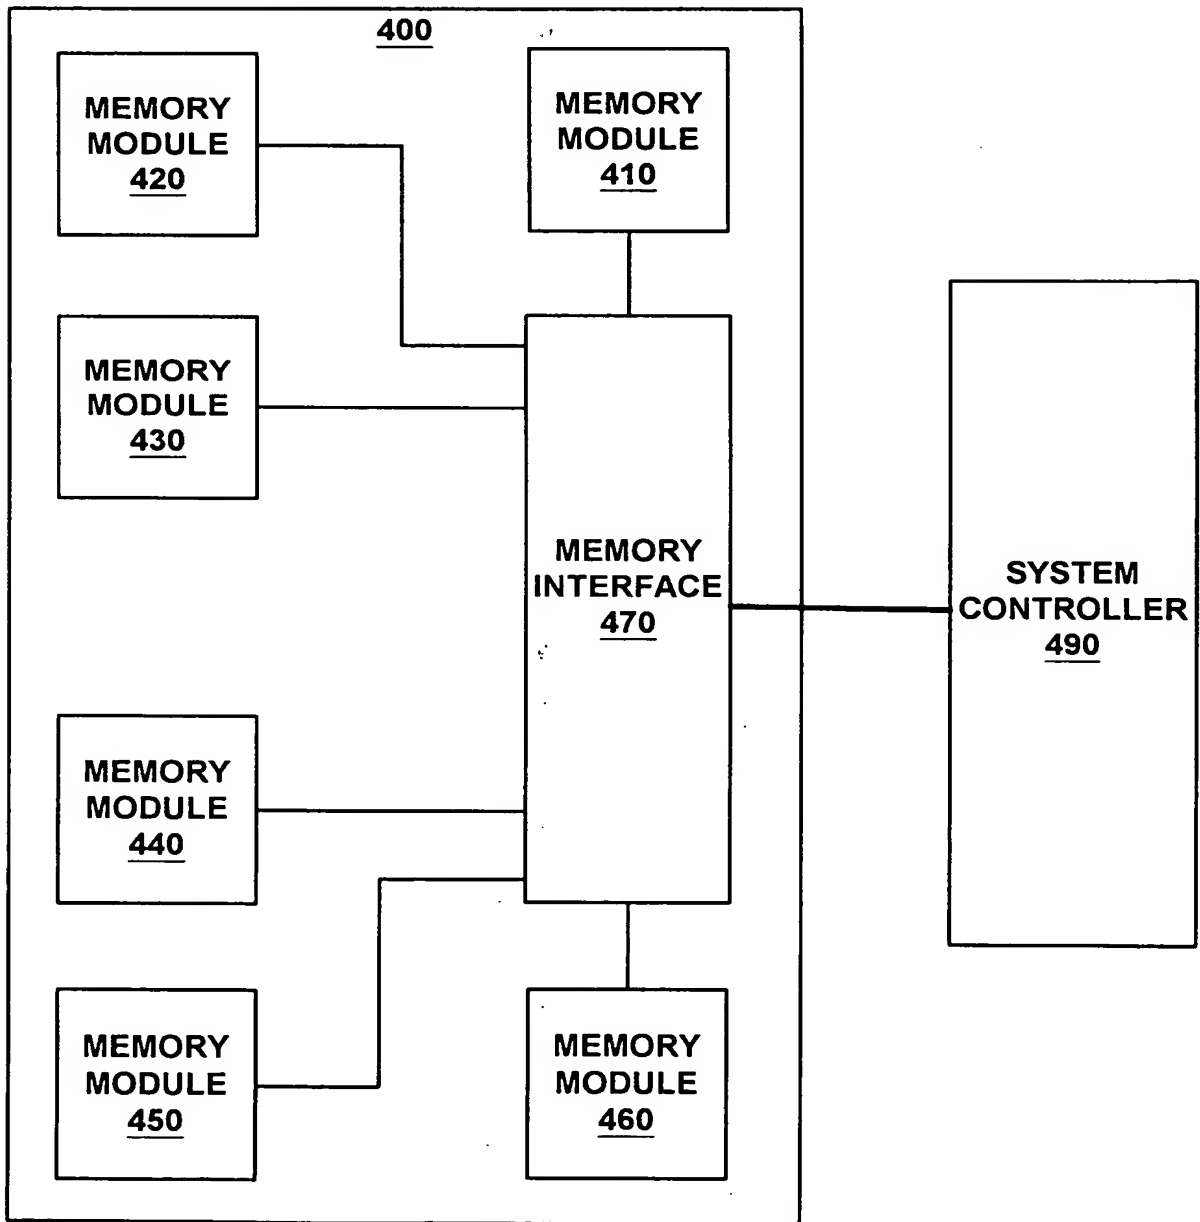 400
MEMORY
MODULE
420
MEMORY
MODULE
410
MEMORY
MODULE
430
MEMORY
INTERFACE
470
SYSTEM
CONTROLLER
490
MEMORY
MODULE
440
MEMORY
MODULE
450
MEMORY
MODULE
460